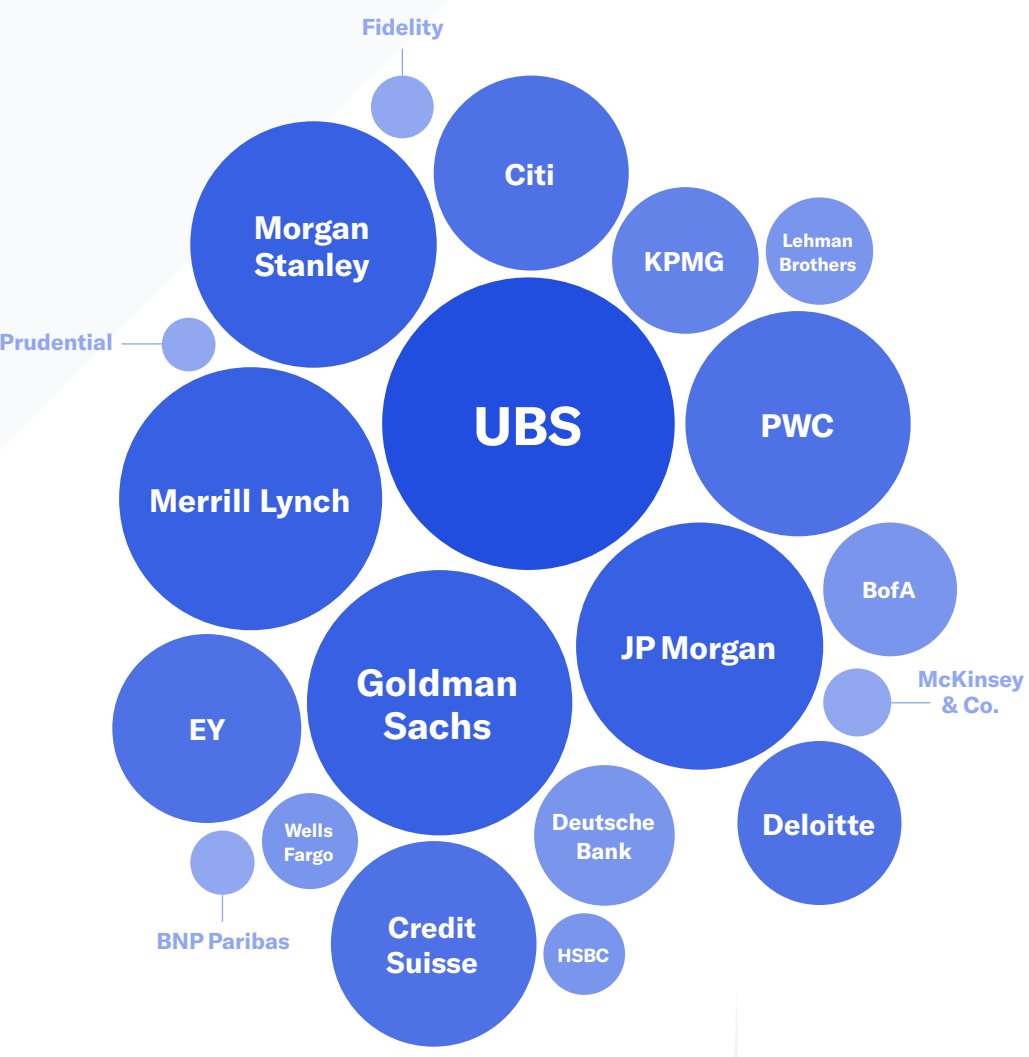 Fidelity
Citi
Morgan
Stanley
KPMG
Lehman
Brothers
Prudential
UBS
PWC
Merrill Lynch
BofA
JP Morgan
Goldman
Sachs
McKinsey
& Co.
EY
Deloitte
Deutsche
Bank
Wells
Fargo
BNP Paribas
Credit
Suisse
HSBC